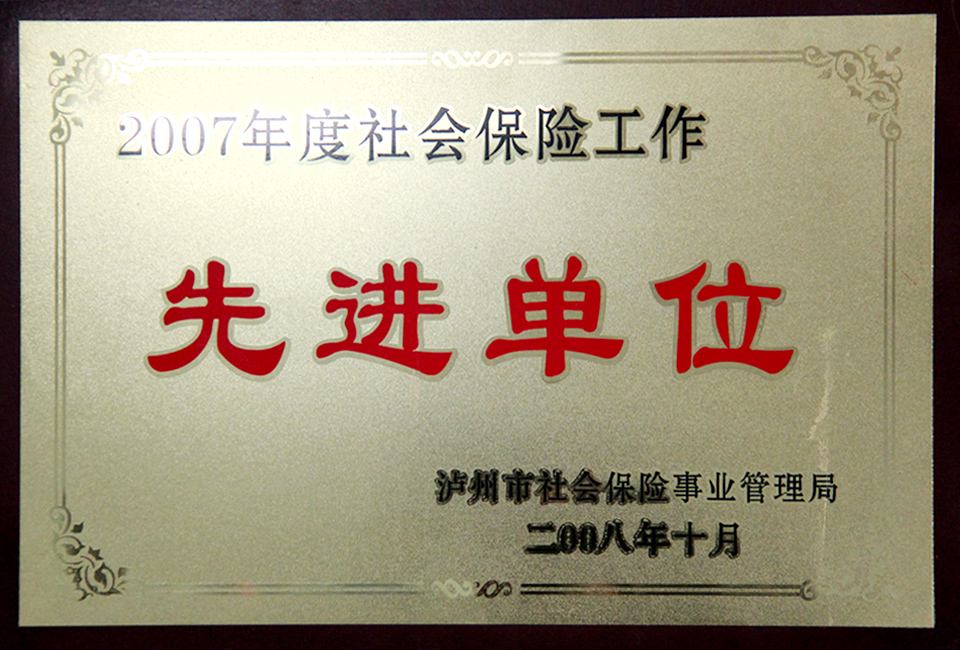 2007年度社会保险工作
先进单位
泸州市社会保险事业管理局
二00八年十月